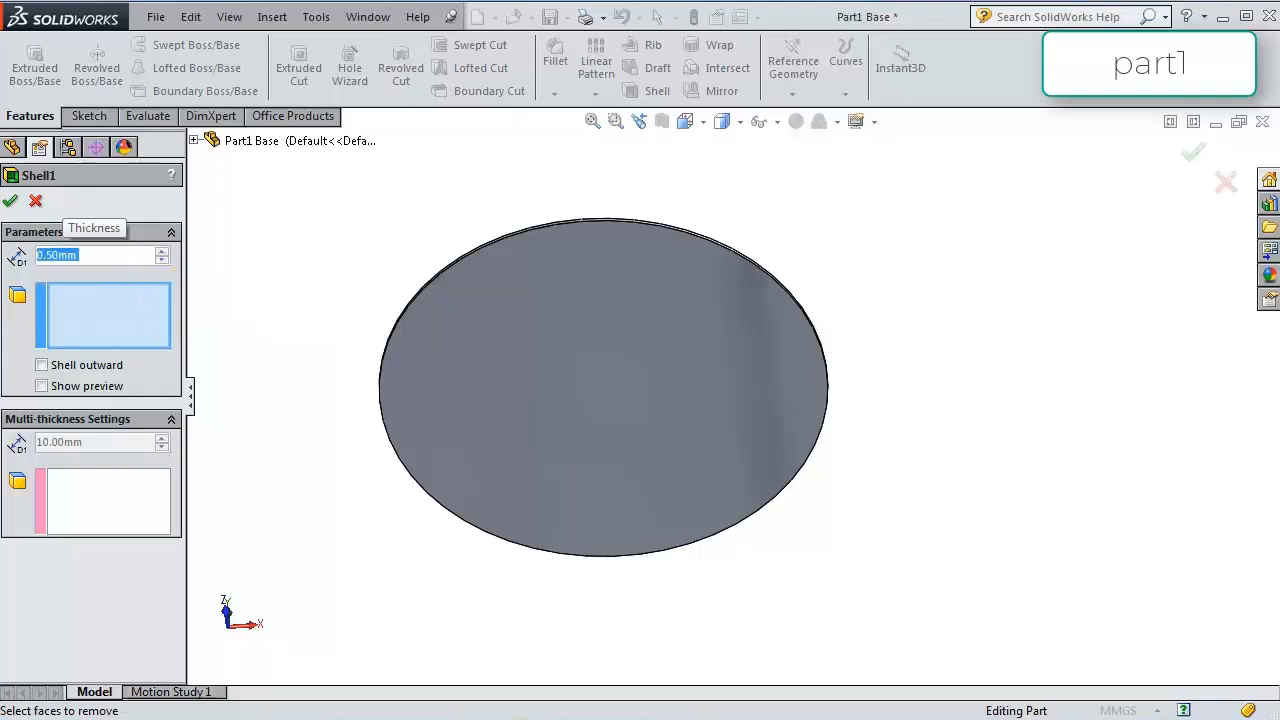 SOLIDWORKS File Edit View Insert Tools Window Help Part1 Base * Search SolidWorks Help
part1
Extruded Boss/Base
Revolved Boss/Base
Swept Boss/Base
Lofted Boss/Base
Boundary Boss/Base
Extruded Cut
Hole Wizard
Revolved Cut
Swept Cut
Lofted Cut
Boundary Cut
Fillet
Linear Pattern
Rib
Draft
Shell
Wrap
Intersect
Mirror
Reference Geometry
Curves
Instant3D
Features Sketch Evaluate DimXpert Office Products
Part1 Base (Default<<Defa...
Shell1 ?
Thickness
Parameters
D1 0.50mm
Shell outward
Show preview
Multi-thickness Settings
D1 10.00mm
Z
Y
X
Model Motion Study 1
Select faces to remove Editing Part MMGS